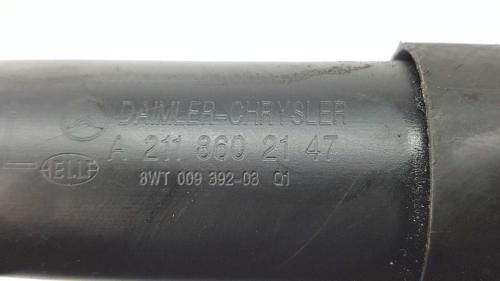 DAIMLER-CHRYSLER
A 211 860 21 47
HELLA
8WT 009 392-03 01